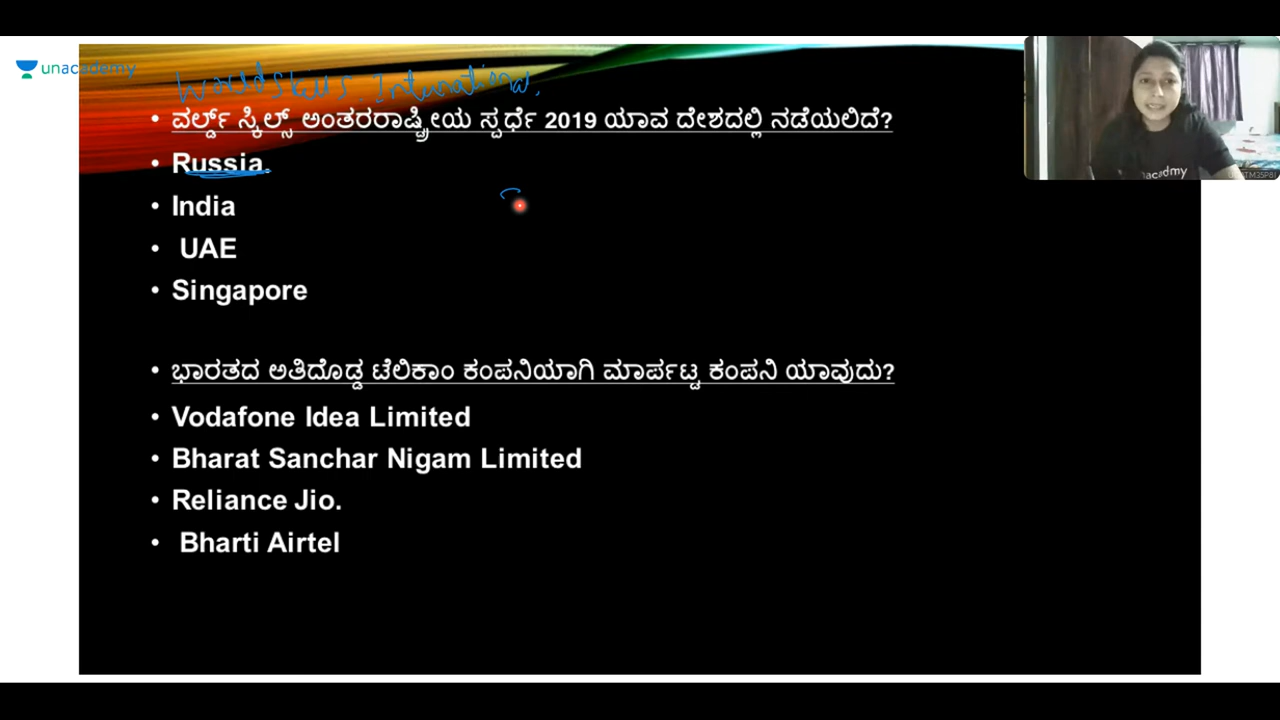 unacademy
WorldSkills International.
• ವರ್ಲ್ಡ್ ಸ್ಕಿಲ್ಸ್ ಅಂತರರಾಷ್ಟ್ರೀಯ ಸ್ಪರ್ಧೆ 2019 ಯಾವ ದೇಶದಲ್ಲಿ ನಡೆಯಲಿದೆ?
• Russia.
• India
• UAE
• Singapore
• ಭಾರತದ ಅತಿದೊಡ್ಡ ಟೆಲಿಕಾಂ ಕಂಪನಿಯಾಗಿ ಮಾರ್ಪಟ್ಟ ಕಂಪನಿ ಯಾವುದು?
• Vodafone Idea Limited
• Bharat Sanchar Nigam Limited
• Reliance Jio.
• Bharti Airtel